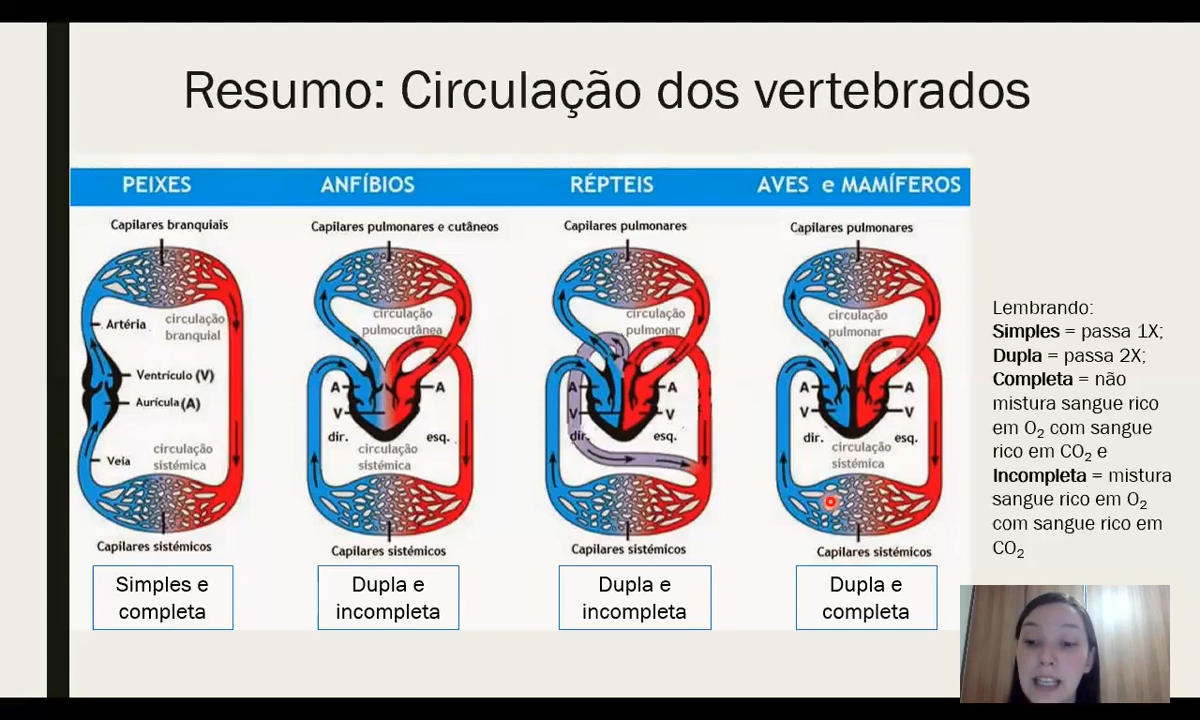 Resumo: Circulação dos vertebrados
PEIXES
Capilares branquiais
Artéria
circulação
branquial
Ventrículo (V)
Aurícula (A)
Veia
circulação
sistémica
Capilares sistémicos
Simples e
completa
ANFÍBIOS
Capilares pulmonares e cutâneos
circulação
pulmocutânea
A
A
V
V
dir.
esq.
circulação
sistémica
Capilares sistémicos
Dupla e
incompleta
RÉPTEIS
Capilares pulmonares
circulação
pulmonar
A
A
V
V
dir.
esq.
Capilares sistémicos
Dupla e
incompleta
AVES e MAMÍFEROS
Capilares pulmonares
circulação
pulmonar
A
A
V
V
dir.
esq.
circulação
sistémica
Capilares sistémicos
Dupla e
completa
Lembrando:
Simples = passa 1X;
Dupla = passa 2X;
Completa = não
mistura sangue rico
em O₂ com sangue
rico em CO₂ e
Incompleta = mistura
sangue rico em O₂
com sangue rico em
CO₂